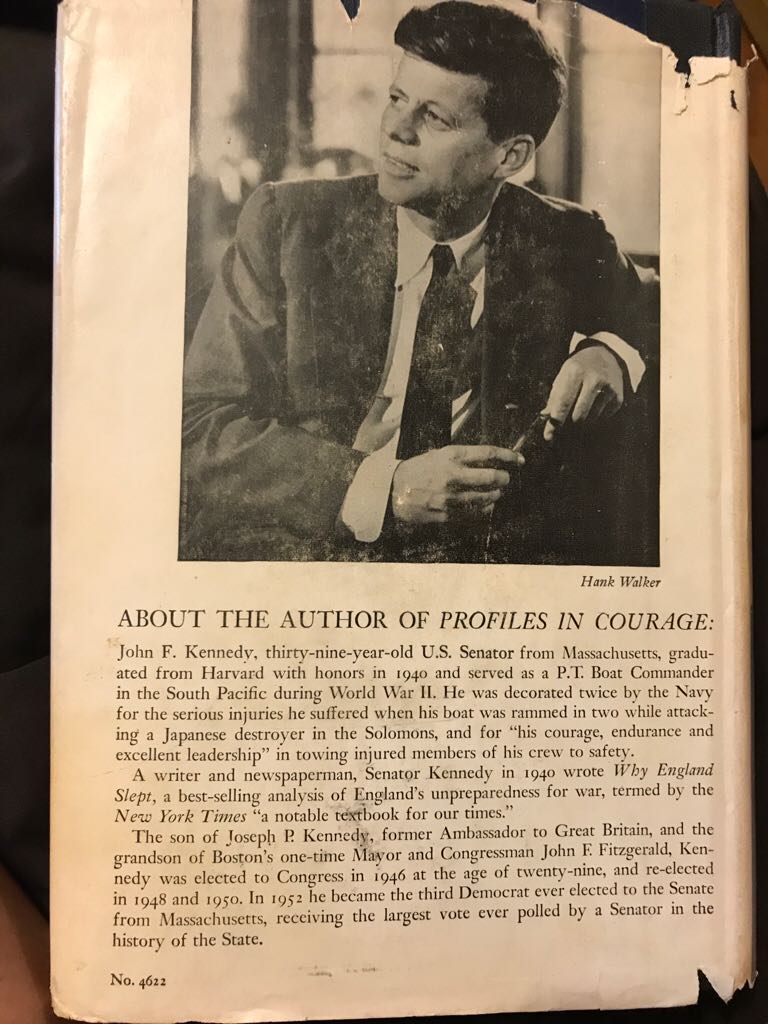 Hank Walker
ABOUT THE AUTHOR OF PROFILES IN COURAGE:
John F. Kennedy, thirty-nine-year-old U.S. Senator from Massachusetts, gradu-
ated from Harvard with honors in 1940 and served as a P.T. Boat Commander
in the South Pacific during World War II. He was decorated twice by the Navy
for the serious injuries he suffered when his boat was rammed in two while attack-
ing a Japanese destroyer in the Solomons, and for “his courage, endurance and
excellent leadership” in towing injured members of his crew to safety.
A writer and newspaperman, Senator Kennedy in 1940 wrote Why England
Slept, a best-selling analysis of England’s unpreparedness for war, termed by the
New York Times “a notable textbook for our times.”
The son of Joseph P. Kennedy, former Ambassador to Great Britain, and the
grandson of Boston’s one-time Mayor and Congressman John F. Fitzgerald, Ken-
nedy was elected to Congress in 1946 at the age of twenty-nine, and re-elected
in 1948 and 1950. In 1952 he became the third Democrat ever elected to the Senate
from Massachusetts, receiving the largest vote ever polled by a Senator in the
history of the State.
No. 4622